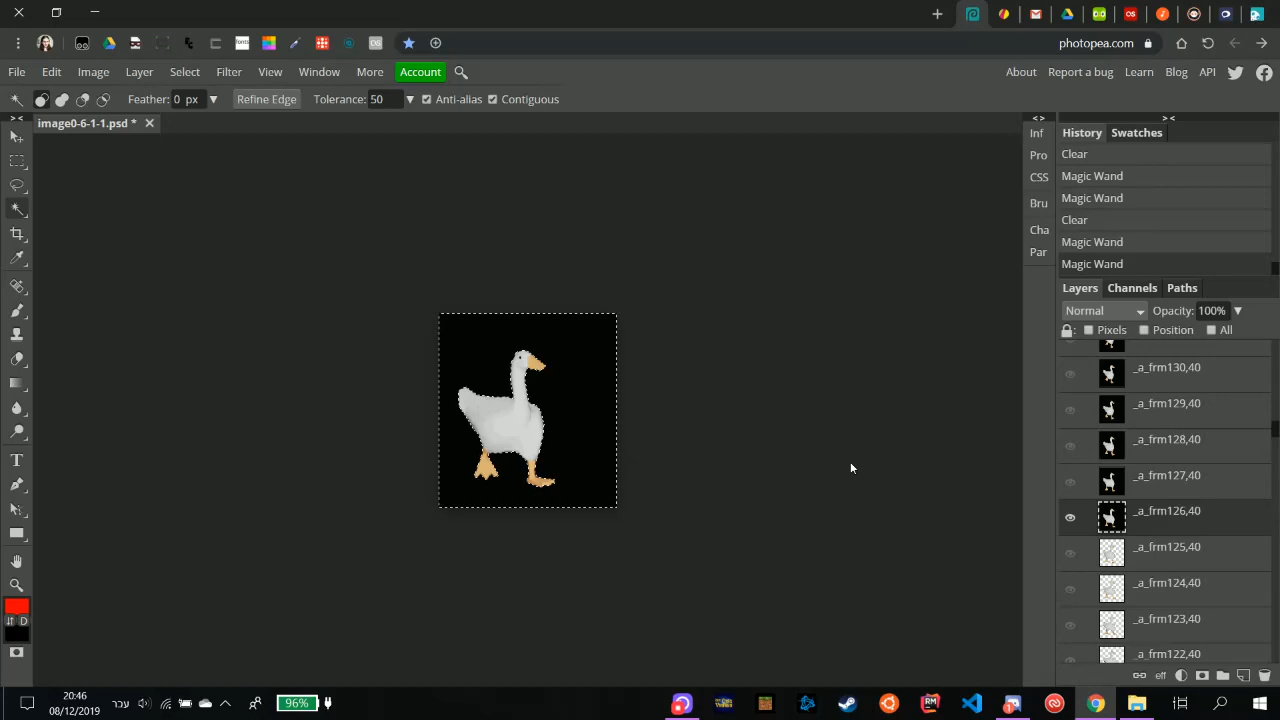 photopea.com
fonts
OS
File Edit Image Layer Select Filter View Window More Account
About Report a bug Learn Blog API
Feather: 0 px Refine Edge Tolerance: 50 Anti-alias Contiguous
image0-6-1-1.psd *
> <
< >
> <
Inf
Pro
CSS
Bru
Cha
Par
History Swatches
Clear
Magic Wand
Magic Wand
Clear
Magic Wand
Magic Wand
Layers Channels Paths
Normal Opacity: 100%
Pixels Position All
_a_frm130,40
_a_frm129,40
_a_frm128,40
_a_frm127,40
_a_frm126,40
_a_frm125,40
_a_frm124,40
_a_frm123,40
_a_frm122,40
D
eff
20:46
08/12/2019
עבר
96%